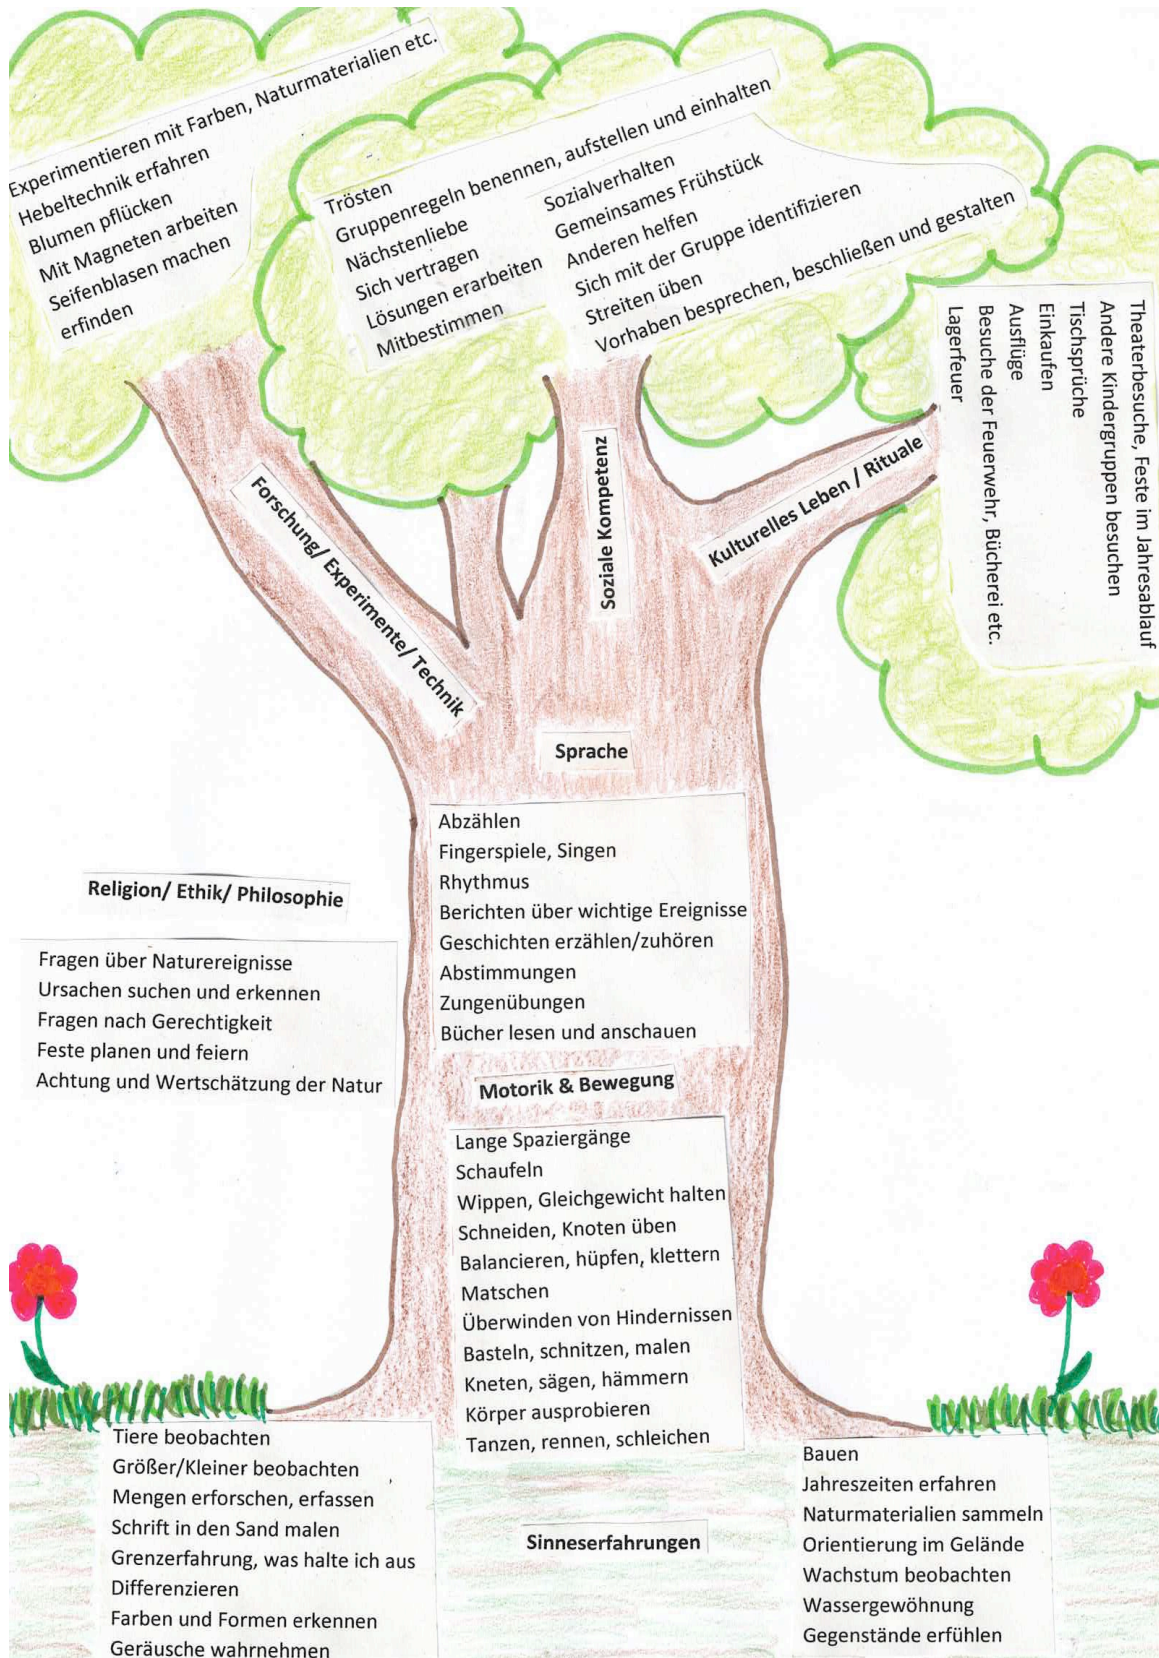 Experimentieren mit Farben, Naturmaterialien etc.
Hebeltechnik erfahren
Blumen pflücken
Mit Magneten arbeiten
Seifenblasen machen
erfinden
Trösten
Gruppenregeln benennen, aufstellen und einhalten
Nächstenliebe
Sich vertragen
Lösungen erarbeiten
Mitbestimmen
Sozialverhalten
Gemeinsames Frühstück
Anderen helfen
Sich mit der Gruppe identifizieren
Streiten üben
Vorhaben besprechen, beschließen und gestalten
Theaterbesuche, Feste im Jahresablauf
Andere Kindergruppen besuchen
Tischsprüche
Einkaufen
Ausflüge
Besuche der Feuerwehr, Bücherei etc.
Lagerfeuer
Forschung/ Experimente/ Technik
Soziale Kompetenz
Kulturelles Leben / Rituale
Sprache
Abzählen
Fingerspiele, Singen
Rhythmus
Berichten über wichtige Ereignisse
Geschichten erzählen/zuhören
Abstimmungen
Zungenübungen
Bücher lesen und anschauen
Religion/ Ethik/ Philosophie
Fragen über Naturereignisse
Ursachen suchen und erkennen
Fragen nach Gerechtigkeit
Feste planen und feiern
Achtung und Wertschätzung der Natur
Motorik & Bewegung
Lange Spaziergänge
Schaufeln
Wippen, Gleichgewicht halten
Schneiden, Knoten üben
Balancieren, hüpfen, klettern
Matschen
Überwinden von Hindernissen
Basteln, schnitzen, malen
Kneten, sägen, hämmern
Körper ausprobieren
Tanzen, rennen, schleichen
Tiere beobachten
Größer/Kleiner beobachten
Mengen erforschen, erfassen
Schrift in den Sand malen
Grenzerfahrung, was halte ich aus
Differenzieren
Farben und Formen erkennen
Geräusche wahrnehmen
Sinneserfahrungen
Bauen
Jahreszeiten erfahren
Naturmaterialien sammeln
Orientierung im Gelände
Wachstum beobachten
Wassergewöhnung
Gegenstände erfühlen